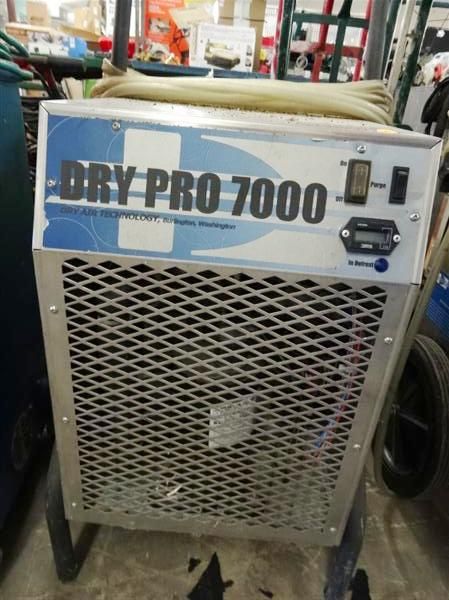 DRY PRO 7000
DRY AIR TECHNOLOGY, Burlington, Washington
On
Off
Purge
In Defrost